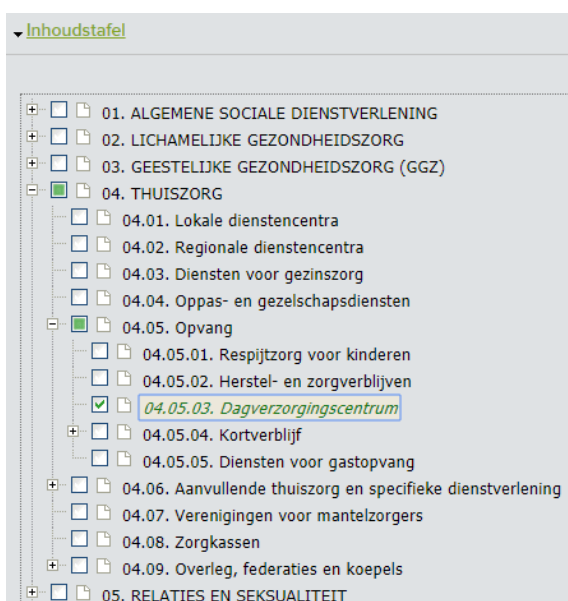 Inhoudstafel
01. ALGEMENE SOCIALE DIENSTVERLENING
02. LICHAMELIJKE GEZONDHEIDSZORG
03. GEESTELIJKE GEZONDHEIDSZORG (GGZ)
04. THUISZORG
04.01. Lokale dienstencentra
04.02. Regionale dienstencentra
04.03. Diensten voor gezinszorg
04.04. Oppas- en gezelschapsdiensten
04.05. Opvang
04.05.01. Respijtzorg voor kinderen
04.05.02. Herstel- en zorgverblijven
04.05.03. Dagverzorgingscentrum
04.05.04. Kortverblijf
04.05.05. Diensten voor gastopvang
04.06. Aanvullende thuiszorg en specifieke dienstverlening
04.07. Verenigingen voor mantelzorgers
04.08. Zorgkassen
04.09. Overleg, federaties en koepels
05. RELATIES EN SEKSUALITEIT